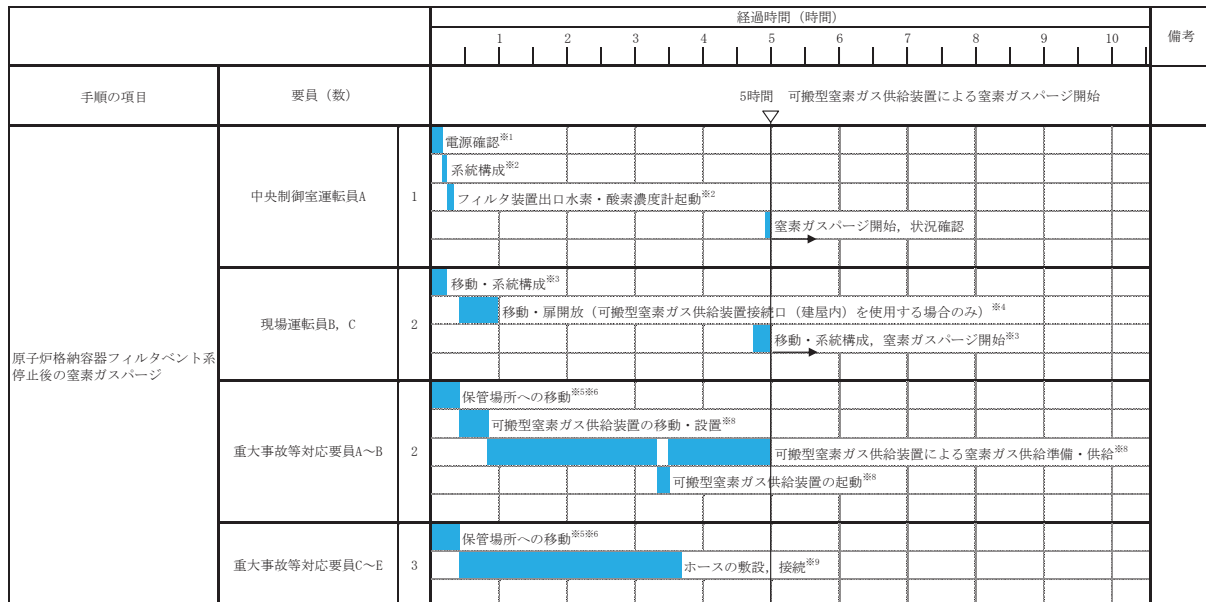 経過時間（時間）
備考
1 2 3 4 5 6 7 8 9 10
手順の項目
要員（数）
5時間　可搬型窒素ガス供給装置による窒素ガスパージ開始
原子炉格納容器フィルタベント系
停止後の窒素ガスパージ
中央制御室運転員A
1
電源確認※1
系統構成※2
フィルタ装置出口水素・酸素濃度計起動※2
窒素ガスパージ開始，状況確認
現場運転員B，C
2
移動・系統構成※3
移動・扉開放（可搬型窒素ガス供給装置接続口（建屋内）を使用する場合のみ）※4
移動・系統構成，窒素ガスパージ開始※3
重大事故等対応要員A～B
2
保管場所への移動※5※6
可搬型窒素ガス供給装置の移動・設置※8
可搬型窒素ガス供給装置による窒素ガス供給準備・供給※8
可搬型窒素ガス供給装置の起動※8
重大事故等対応要員C～E
3
保管場所への移動※5※6
ホースの敷設，接続※9